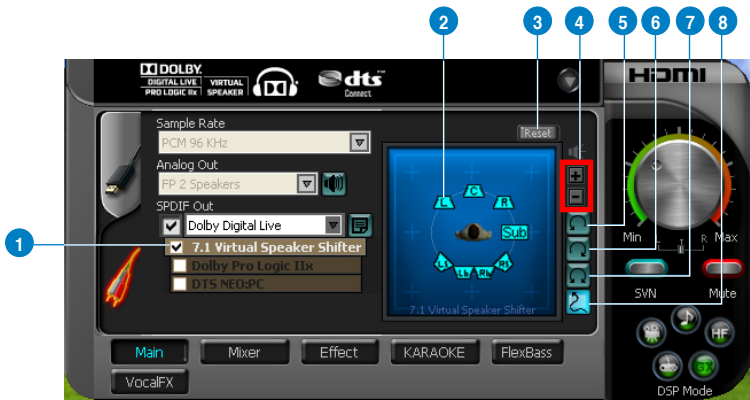 2 3 4 5 6 7 8
DOLBY
DIGITAL LIVE
PRO LOGIC IIx
VIRTUAL
SPEAKER
dts
Connect
HDMI
Sample Rate
PCM 96 KHz
Reset
Analog Out
FP 2 Speakers
SPDIF Out
Dolby Digital Live
1
7.1 Virtual Speaker Shifter
Dolby Pro Logic IIx
DTS NEO:PC
L C R
Sub
Ls Lb Rb Rs
7.1 Virtual Speaker Shifter
Min Max
L T R
SVN Mute
HF
GX
DSP Mode
Main Mixer Effect KARAOKE FlexBass
VocalFX